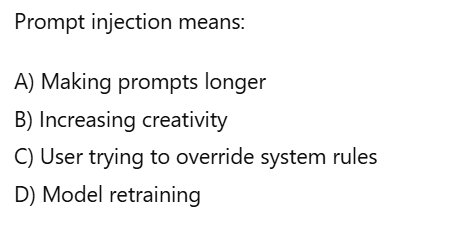 Prompt injection means:
A) Making prompts longer
B) Increasing creativity
C) User trying to override system rules
D) Model retraining